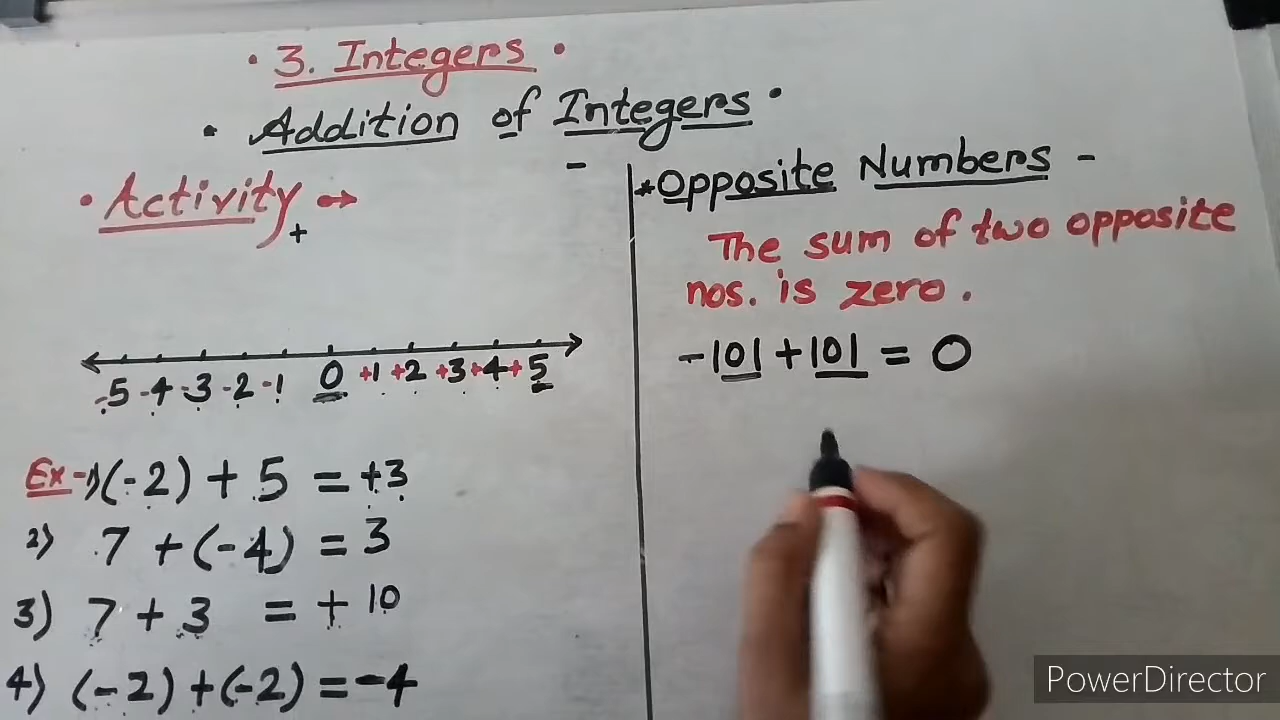 · 3. Integers ·
· Addition of Integers ·
· Activity →
+
-
-5 -4 -3 -2 -1 0 +1 +2 +3 +4 +5
Ex-1) (-2) + 5 = +3
2) 7 + (-4) = 3
3) 7 + 3 = + 10
4) (-2) + (-2) = -4
* Opposite Numbers -
The sum of two opposite
nos. is zero.
-101 + 101 = 0
PowerDirector